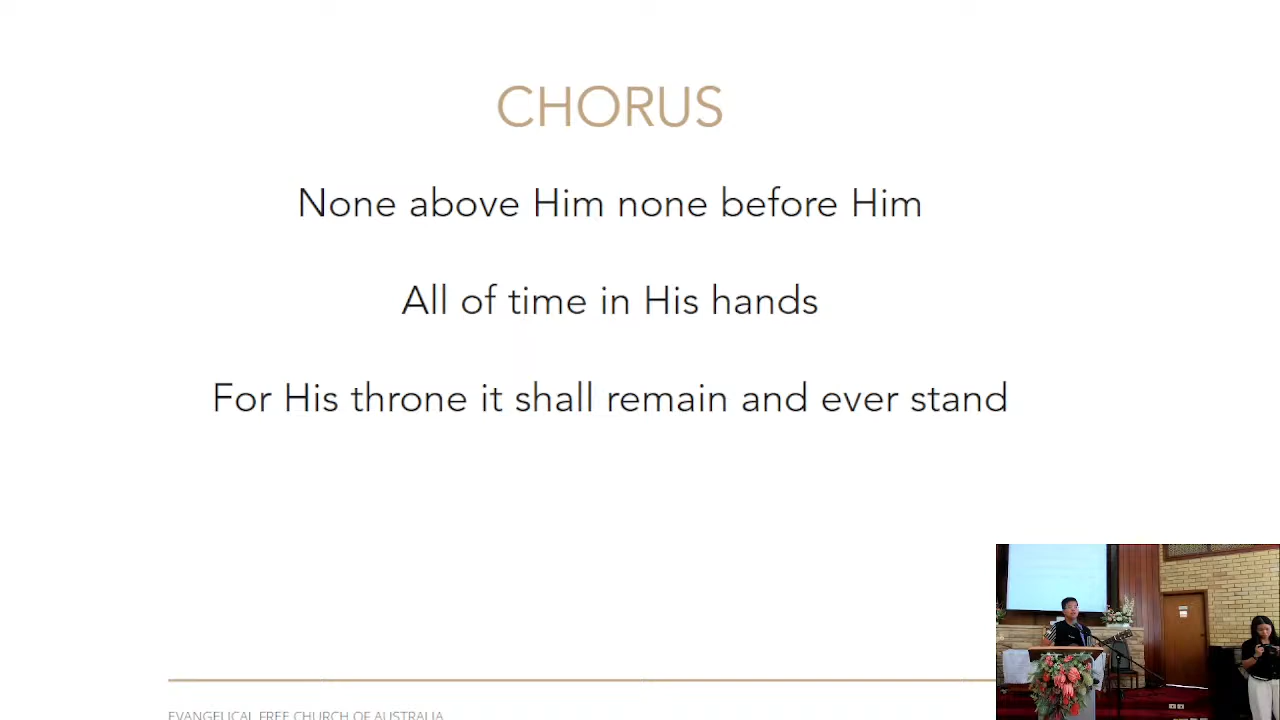 CHORUS
None above Him none before Him
All of time in His hands
For His throne it shall remain and ever stand
EVANGELICAL FREE CHURCH OF AUSTRALIA